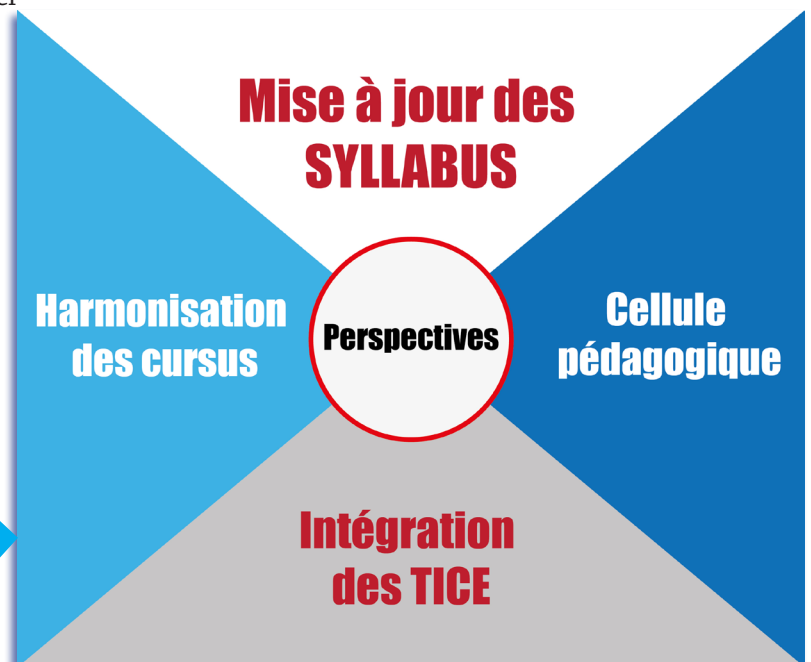 Mise à jour des
SYLLABUS
Harmonisation
des cursus
Perspectives
Cellule
pédagogique
Intégration
des TICE